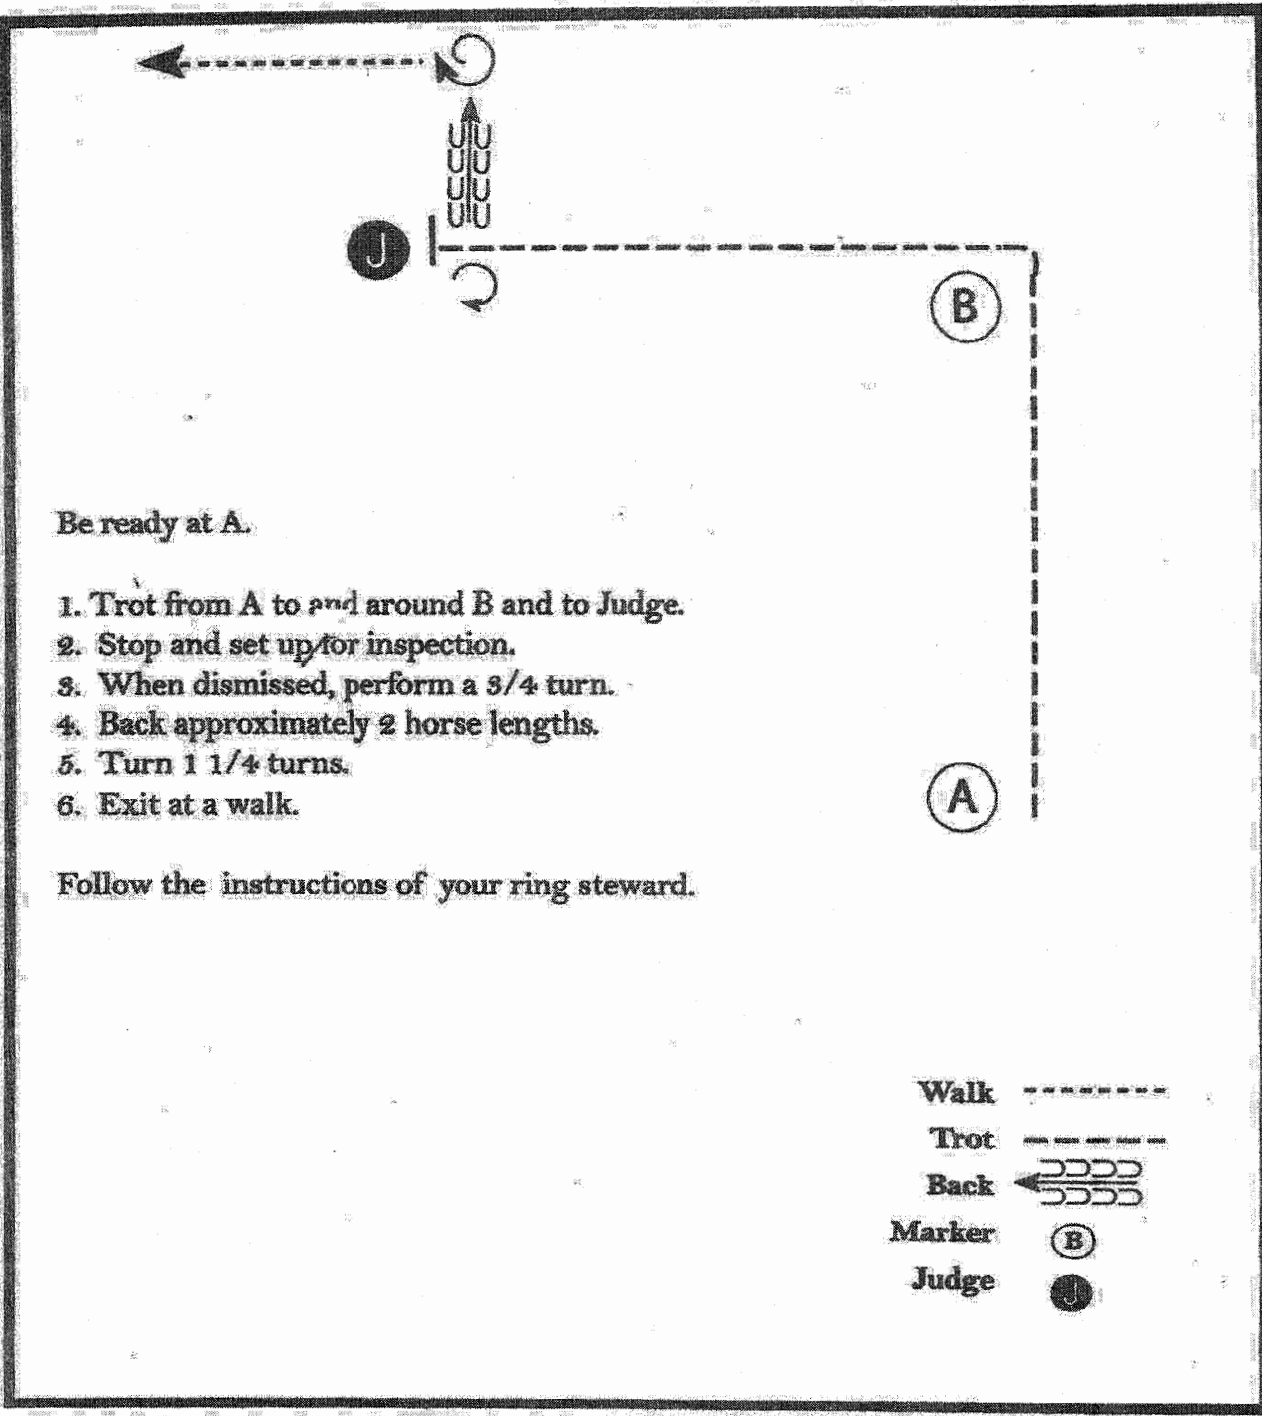 J
B
Be ready at A.
1. Trot from A to and around B and to Judge.
2. Stop and set up for inspection.
3. When dismissed, perform a 3/4 turn.
4. Back approximately 2 horse lengths.
5. Turn 1 1/4 turns.
6. Exit at a walk.
A
Follow the instructions of your ring steward.
Walk
Trot
Back
Marker B
Judge J